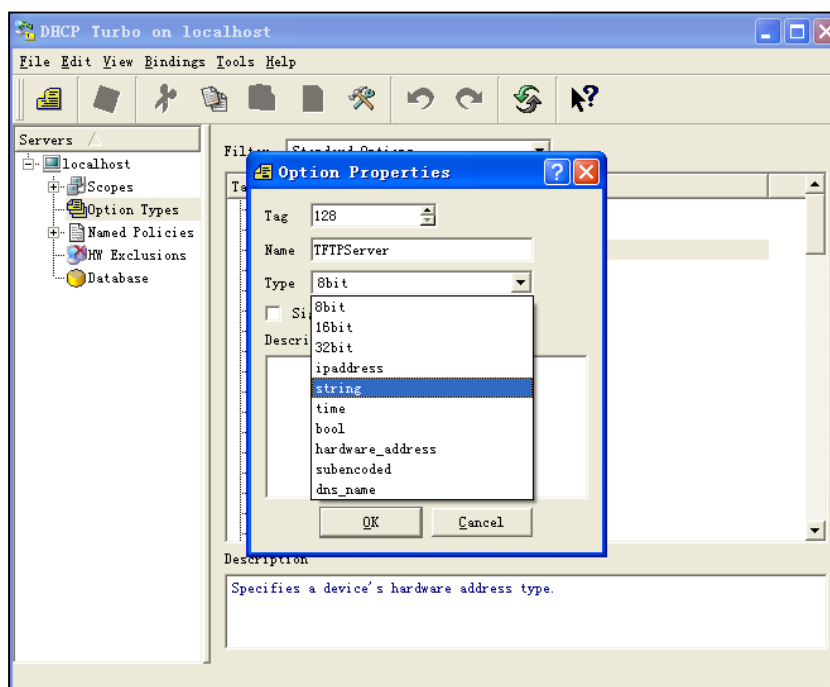 DHCP Turbo on localhost
File Edit View Bindings Tools Help
Servers
localhost
Scopes
Option Types
Named Policies
HW Exclusions
Database
Option Properties
Tag 128
Name TFTPServer
Type 8bit
8bit
16bit
32bit
ipaddress
string
time
bool
hardware_address
subencoded
dns_name
OK Cancel
Description
Specifies a device's hardware address type.